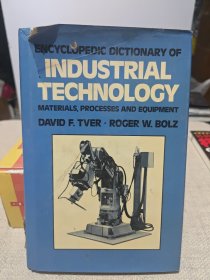 ENCYCLOPEDIC DICTIONARY OF
INDUSTRIAL
TECHNOLOGY
MATERIALS, PROCESSES AND EQUIPMENT
DAVID F. TVER · ROGER W. BOLZ